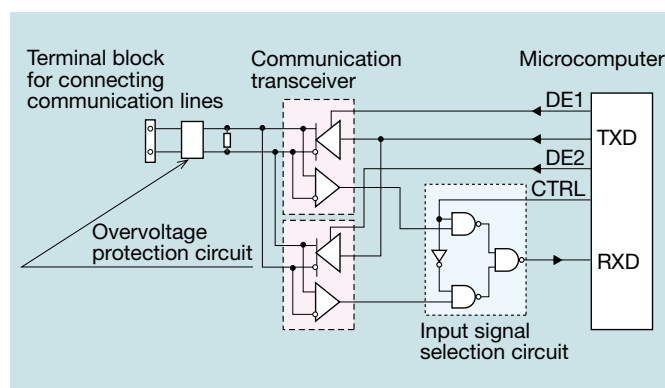 Terminal block
for connecting
communication lines
Communication
transceiver
Microcomputer
DE1
TXD
DE2
CTRL
RXD
Overvoltage
protection circuit
Input signal
selection circuit